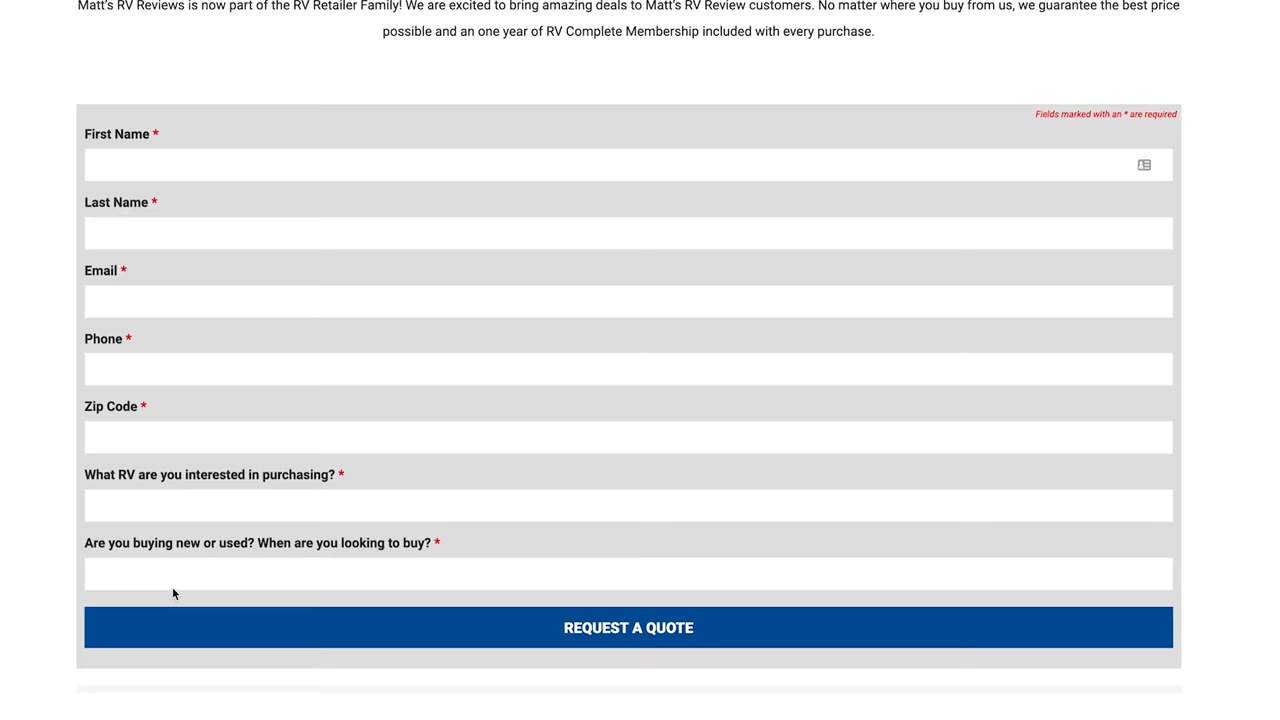 Matt's RV Reviews is now part of the RV Retailer Family! We are excited to bring amazing deals to Matt's RV Review customers. No matter where you buy from us, we guarantee the best price
possible and an one year of RV Complete Membership included with every purchase.
Fields marked with an * are required
First Name *
Last Name *
Email *
Phone *
Zip Code *
What RV are you interested in purchasing? *
Are you buying new or used? When are you looking to buy? *
REQUEST A QUOTE